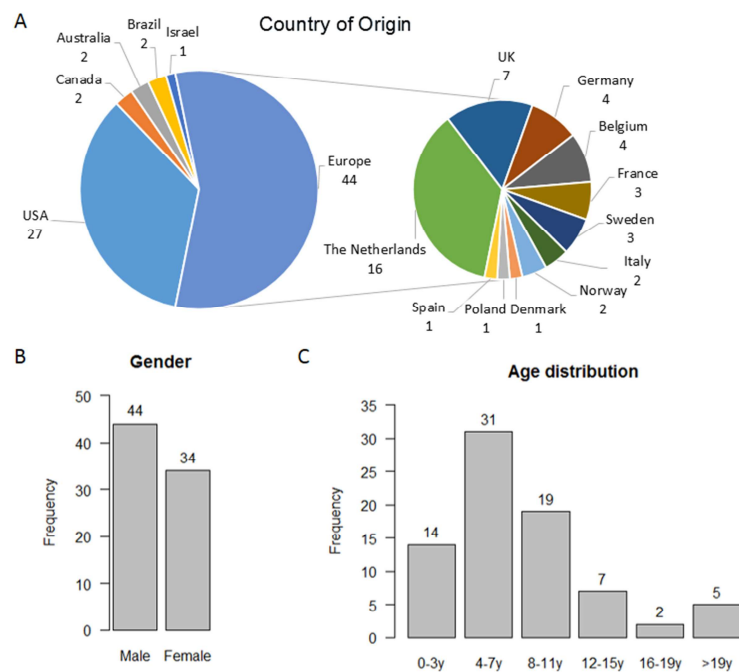 A
Country of Origin
Australia
2
Brazil
2
Israel
1
Canada
2
Europe
44
USA
27
UK
7
Germany
4
Belgium
4
France
3
Sweden
3
Italy
2
Norway
2
Denmark
1
Poland
1
Spain
1
The Netherlands
16
B
Gender
Frequency
50
40
30
20
10
0
44
34
Male Female
C
Age distribution
Frequency
35
30
25
20
15
10
5
0
14
31
19
7
2
5
0-3y 4-7y 8-11y 12-15y 16-19y >19y